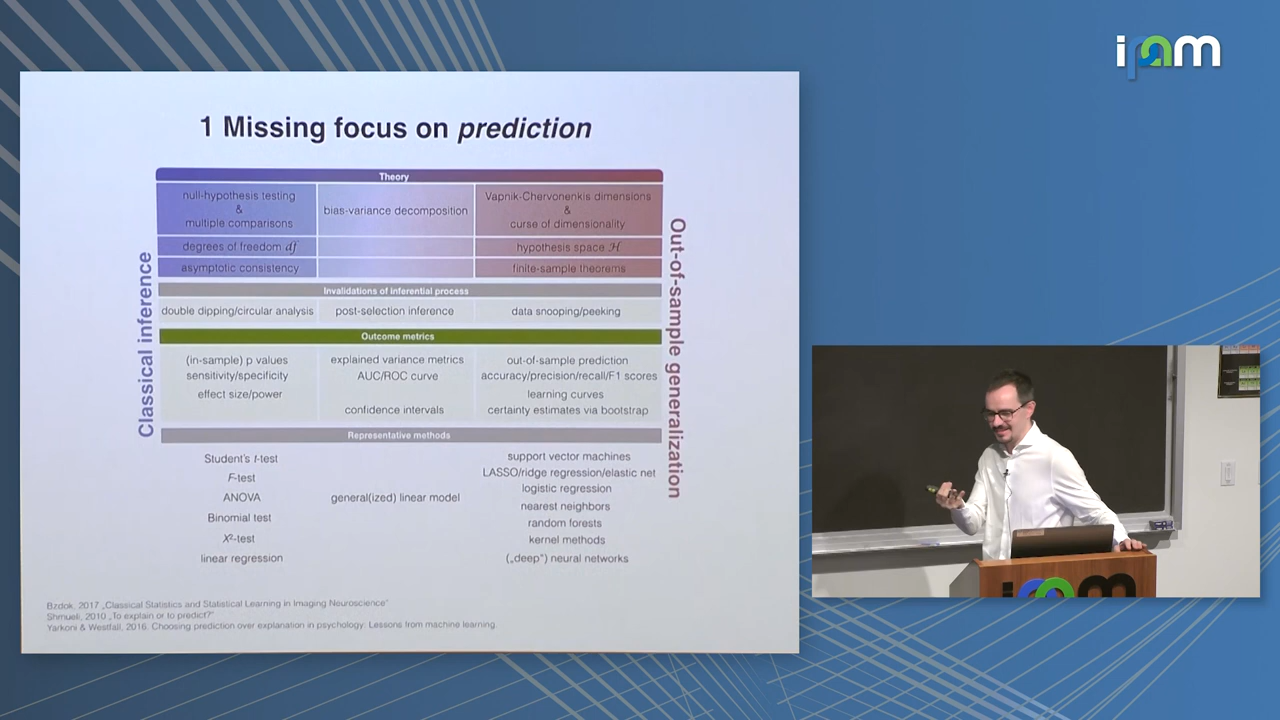 ipam
1 Missing focus on prediction
Theory
null-hypothesis testing
&
multiple comparisons
bias-variance decomposition
Vapnik-Chervonenkis dimensions
&
curse of dimensionality
degrees of freedom df
hypothesis space H
asymptotic consistency
finite-sample theorems
Invalidations of inferential process
double dipping/circular analysis
post-selection inference
data snooping/peeking
Outcome metrics
(in-sample) p values
explained variance metrics
out-of-sample prediction
sensitivity/specificity
AUC/ROC curve
accuracy/precision/recall/F1 scores
effect size/power
learning curves
confidence intervals
certainty estimates via bootstrap
Representative methods
Student's t-test
F-test
ANOVA
Binomial test
X²-test
linear regression
general(ized) linear model
support vector machines
LASSO/ridge regression/elastic net
logistic regression
nearest neighbors
random forests
kernel methods
(„deep“) neural networks
Classical inference
Out-of-sample generalization
Bzdok, 2017 „Classical Statistics and Statistical Learning in Imaging Neuroscience“
Shmueli, 2010 „To explain or to predict?“
Yarkoni & Westfall, 2016. Choosing prediction over explanation in psychology: Lessons from machine learning.
ipam